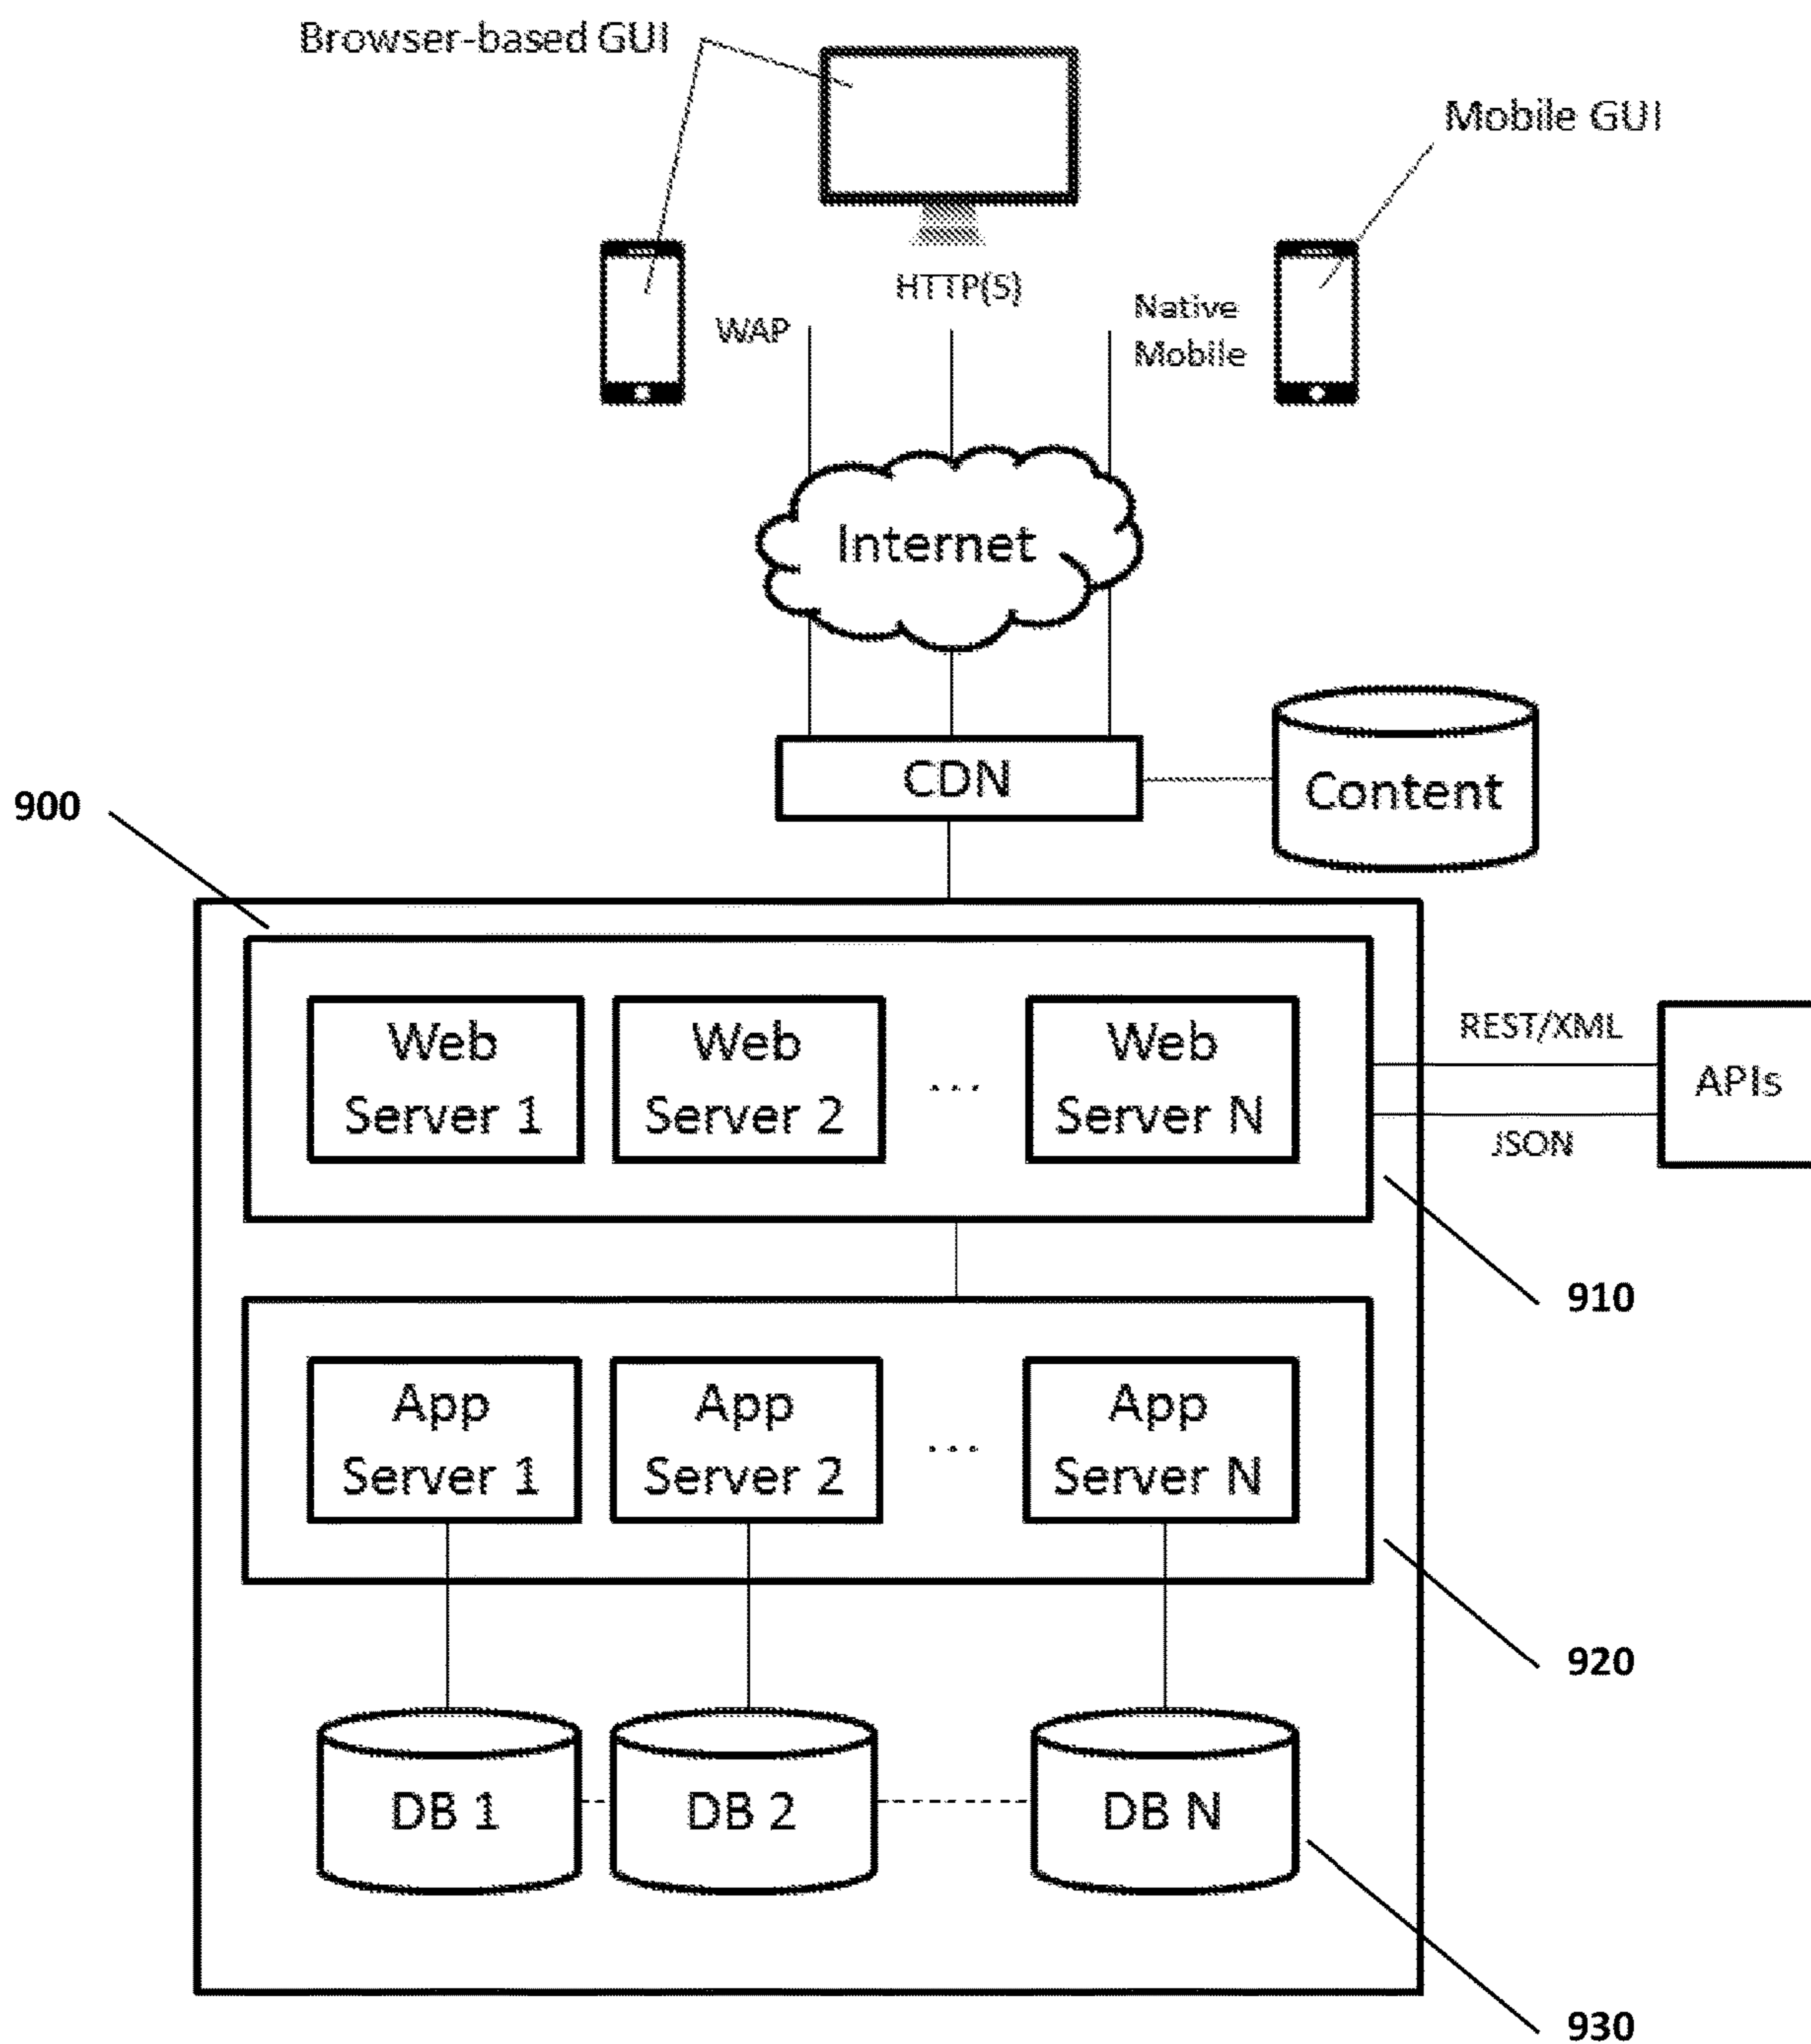 Browser-based GUI
Mobile GUI
HTTP(S)
WAP
Native
Mobile
Internet
CDN
Content
900
Web
Server 1
Web
Server 2
...
Web
Server N
REST/XML
JSON
APIs
910
App
Server 1
App
Server 2
...
App
Server N
920
DB 1
DB 2
DB N
930